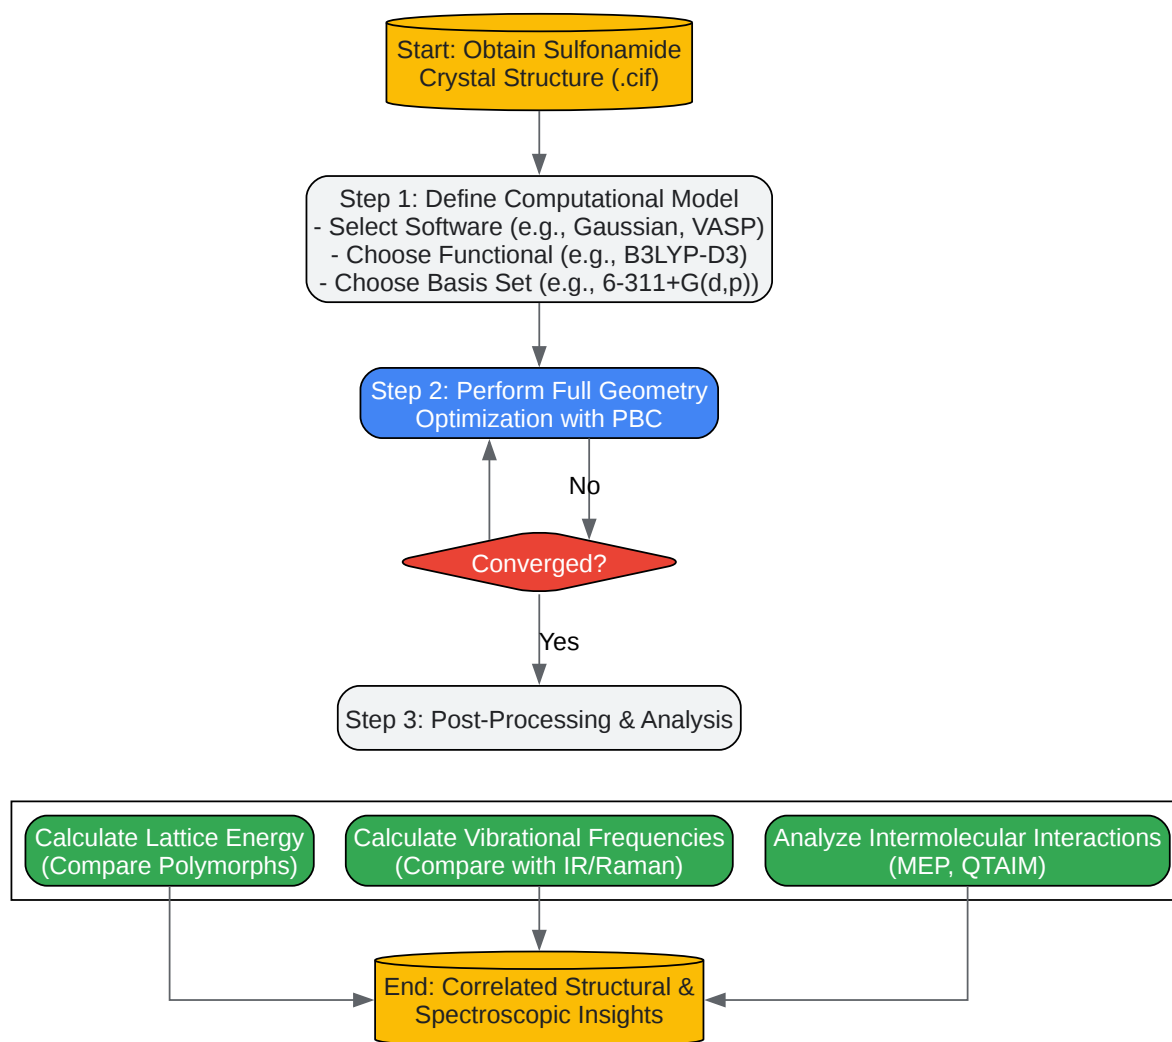 Start: Obtain Sulfonamide
Crystal Structure (.cif)
Step 1: Define Computational Model
- Select Software (e.g., Gaussian, VASP)
- Choose Functional (e.g., B3LYP-D3)
- Choose Basis Set (e.g., 6-311+G(d,p))
Step 2: Perform Full Geometry
Optimization with PBC
No
Converged?
Yes
Step 3: Post-Processing & Analysis
Calculate Lattice Energy
(Compare Polymorphs)
Calculate Vibrational Frequencies
(Compare with IR/Raman)
Analyze Intermolecular Interactions
(MEP, QTAIM)
End: Correlated Structural &
Spectroscopic Insights